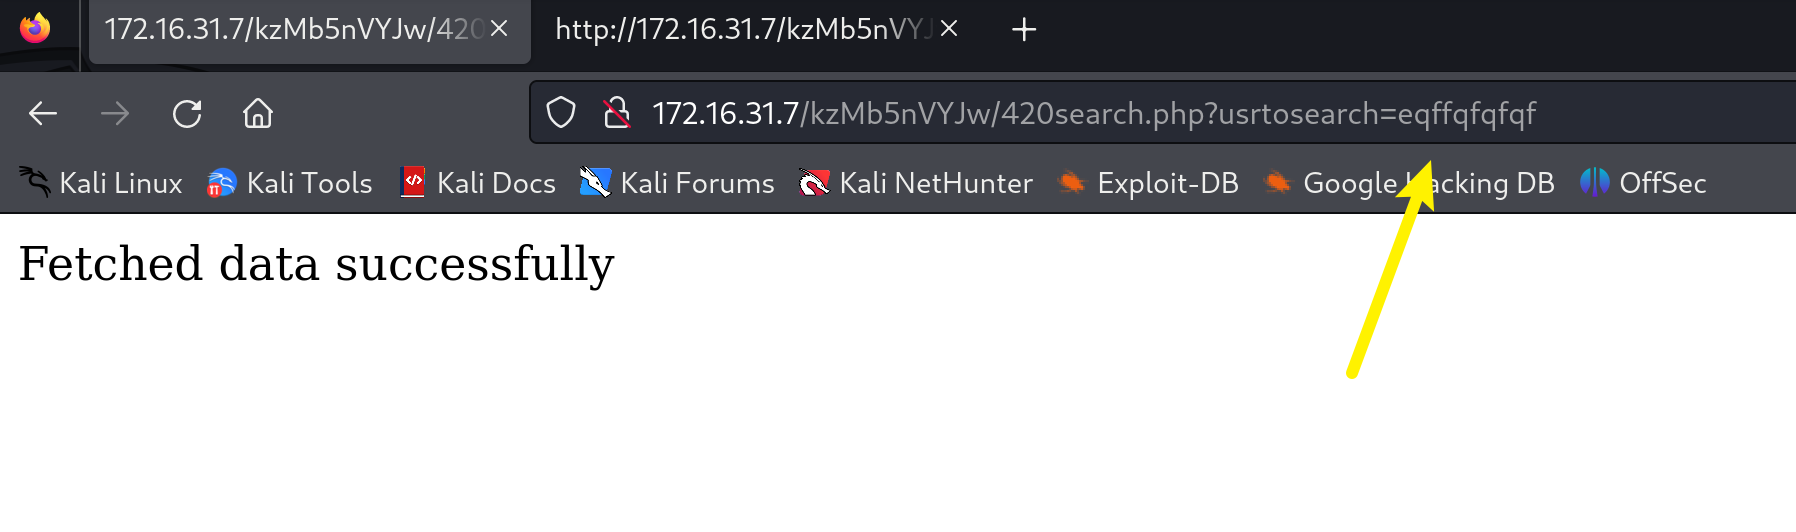 172.16.31.7/kzMb5nVYJw/420 http://172.16.31.7/kzMb5nVYJ
172.16.31.7/kzMb5nVYJw/420search.php?usrtosearch=eqffqfqfqf
Kali Linux Kali Tools Kali Docs Kali Forums Kali NetHunter Exploit-DB Google Hacking DB OffSec
Fetched data successfully